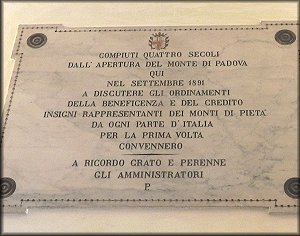 COMPIUTI QUATTRO SECOLI
DALL'APERTURA DEL MONTE DI PADOVA
QUI
NEL SETTEMBRE 1891
A DISCUTERE GLI ORDINAMENTI
DELLA BENEFICENZA E DEL CREDITO
INSIGNI RAPPRESENTANTI DEI MONTI DI PIETA'
DA OGNI PARTE D'ITALIA
PER LA PRIMA VOLTA
CONVENNERO
A RICORDO GRATO E PERENNE
GLI AMMINISTRATORI
P.